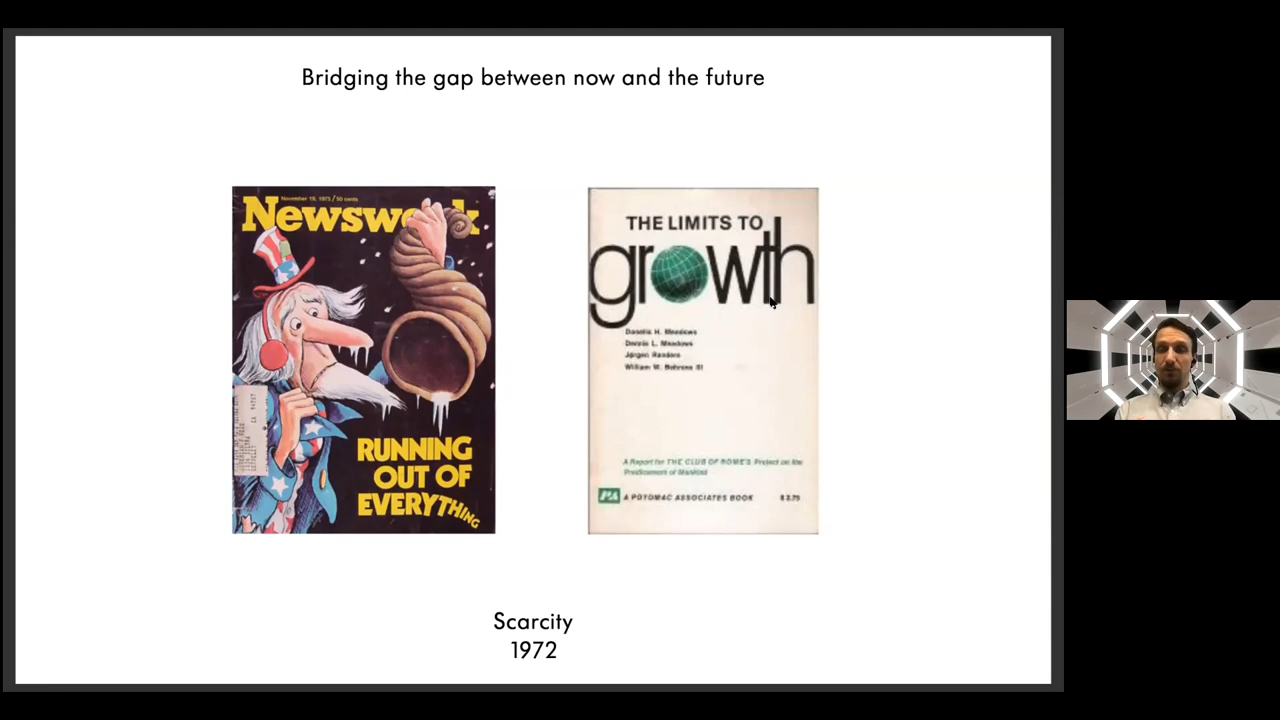 Bridging the gap between now and the future
November 19, 1973 / 50 cents
Newsweek
RUNNING
OUT OF
EVERYTHING
THE LIMITS TO
growth
Donella H. Meadows
Dennis L. Meadows
Jørgen Randers
William W. Behrens III
A Report for THE CLUB OF ROME'S Project on the
Predicament of Mankind
PA A POTOMAC ASSOCIATES BOOK $2.75
Scarcity
1972